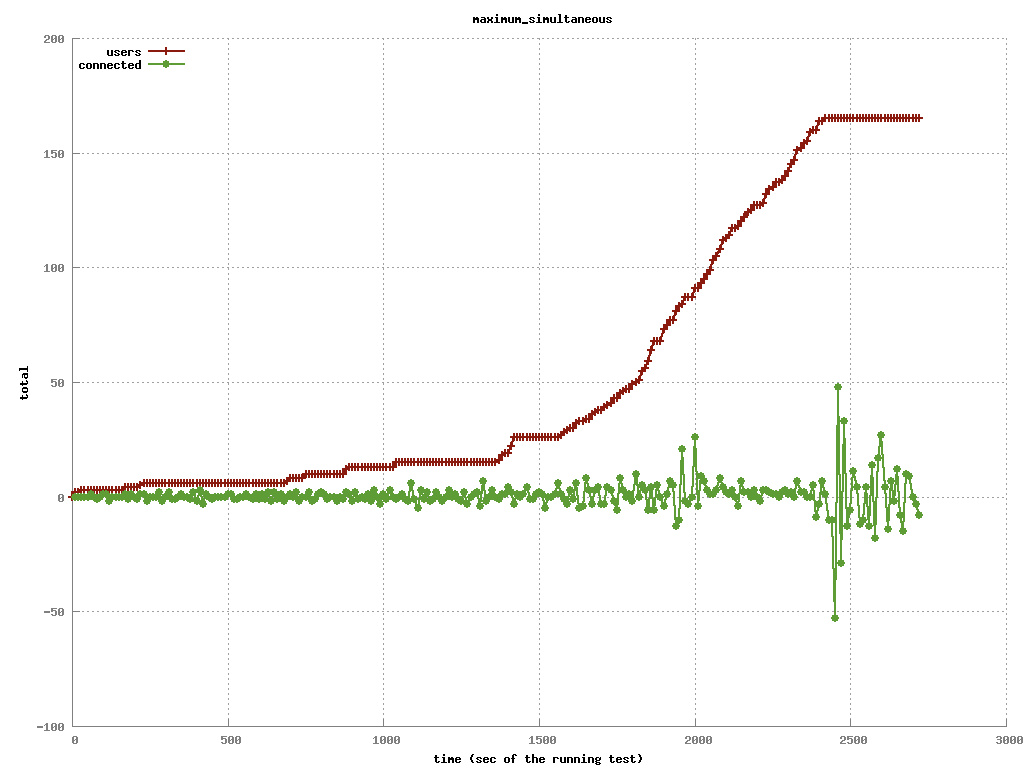 maximum_simultaneous
200
users
connected
150
100
50
0
-50
-100
total
0 500 1000 1500 2000 2500 3000
time (sec of the running test)